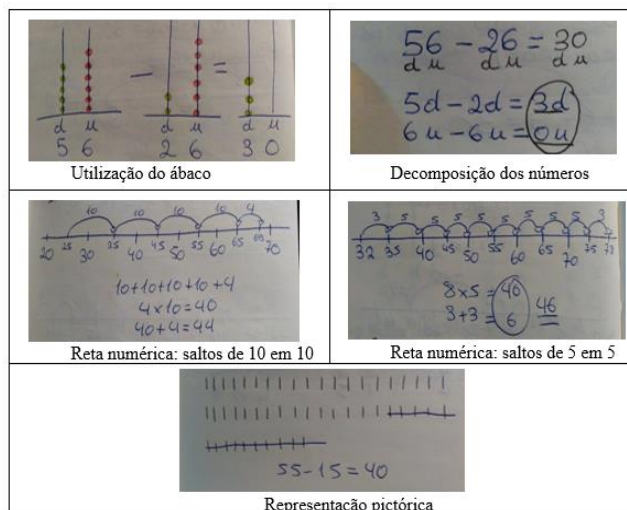 − =
d u d u d u
5 6 2 6 3 0
Utilização do ábaco
56 − 26 = 30
d u d u d u
5d − 2d = 3d
6u − 6u = 0u
Decomposição dos números
10 10 10 10 4
20 25 30 35 40 45 50 55 60 65 69 70
10+10+10+10+4
4x10=40
40+4=44
Reta numérica: saltos de 10 em 10
3 5 5 5 5 5 5 5 5 3
32 35 40 45 50 55 60 65 70 75 78
8x5 = 40
3+3 = 6 46
Reta numérica: saltos de 5 em 5
55-15=40
Representação pictórica